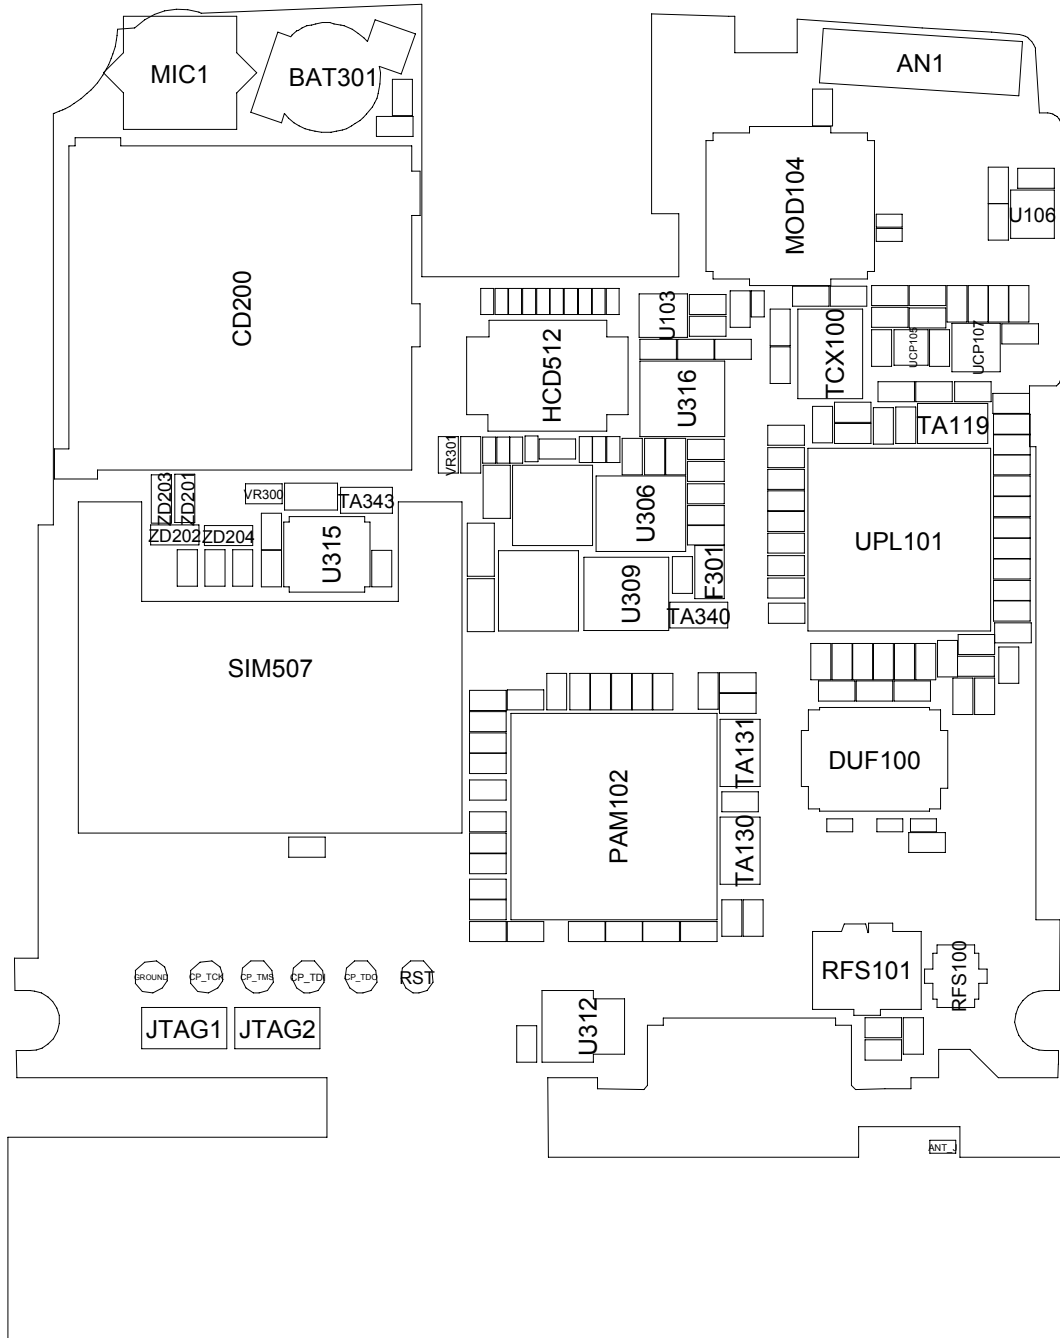 MIC1
BAT301
AN1
MOD104
U106
CD200
U103
HCD512
U316
TCX100
UCP105
UCP107
TA119
VR301
ZD203
ZD201
VR300
TA343
ZD202
ZD204
U315
U306
U309
F301
TA340
UPL101
SIM507
PAM102
TA131
TA130
DUF100
GROUND
CP_TCK
CP_TMS
CP_TDI
CP_TDO
RST
JTAG1
JTAG2
U312
RFS101
RFS100
ANT_J